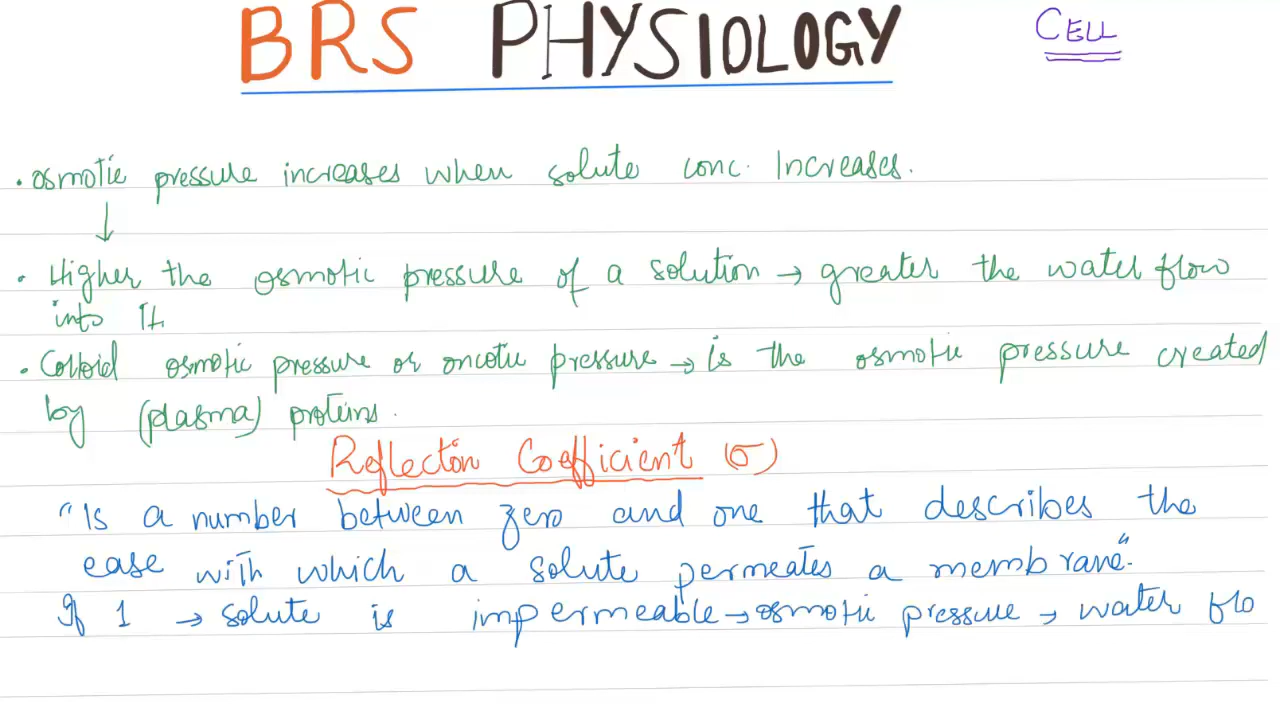 BRS PHYSIOLOGY
CELL
. osmotic pressure increases when solute conc. Increases.
↓
. Higher the osmotic pressure of a solution → greater the water flow
into It
. Colloid osmotic pressure or oncotic pressure → is the osmotic pressure created
by (plasma) proteins.
Reflection Coefficient (σ)
"Is a number between zero and one that describes the
ease with which a solute permeates a membrane"
If 1 → solute is impermeable → osmotic pressure → water flo